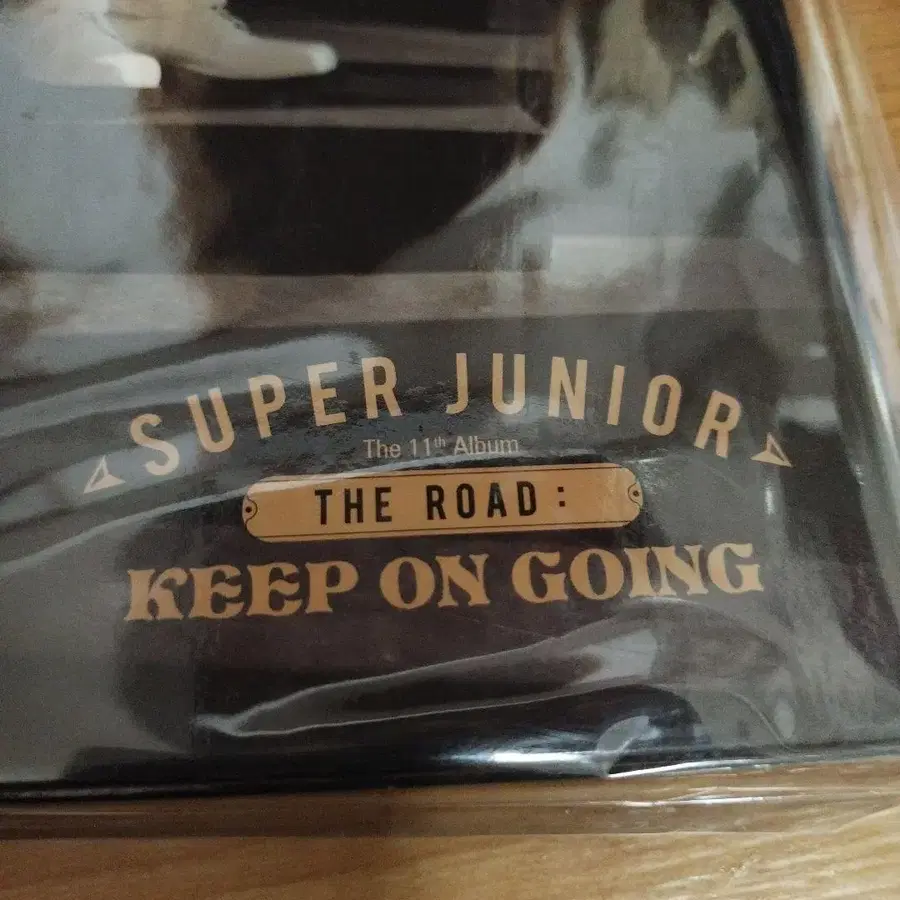 SUPER JUNIOR
The 11th Album
THE ROAD :
KEEP ON GOING